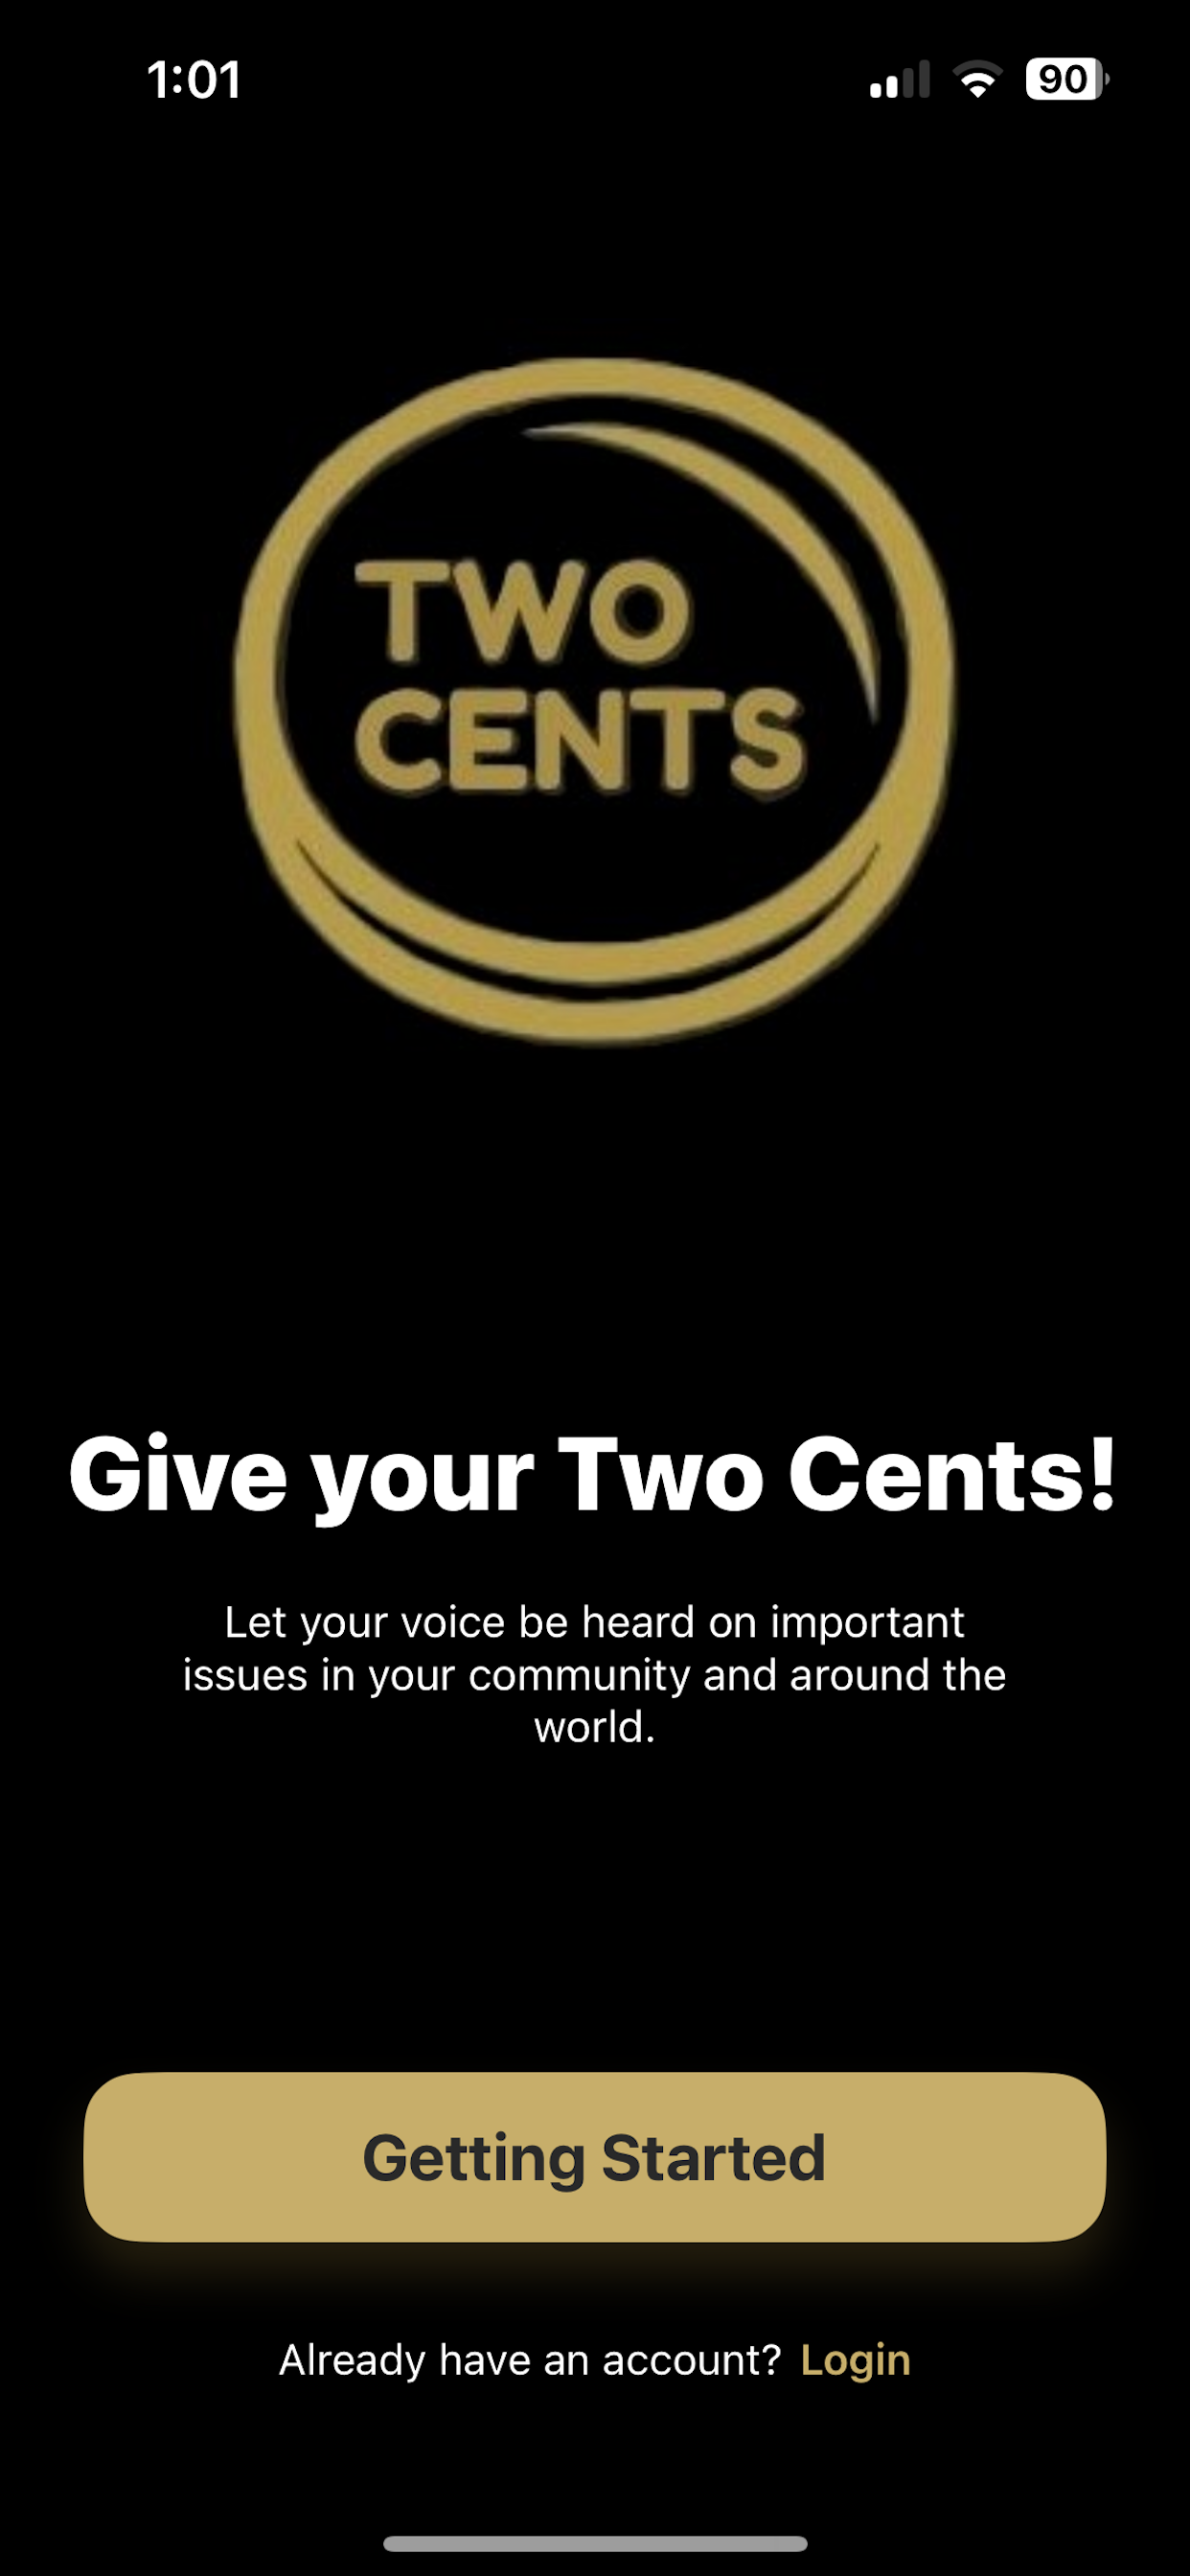 1:01
90
TWO
CENTS
Give your Two Cents!
Let your voice be heard on important
issues in your community and around the
world.
Getting Started
Already have an account? Login